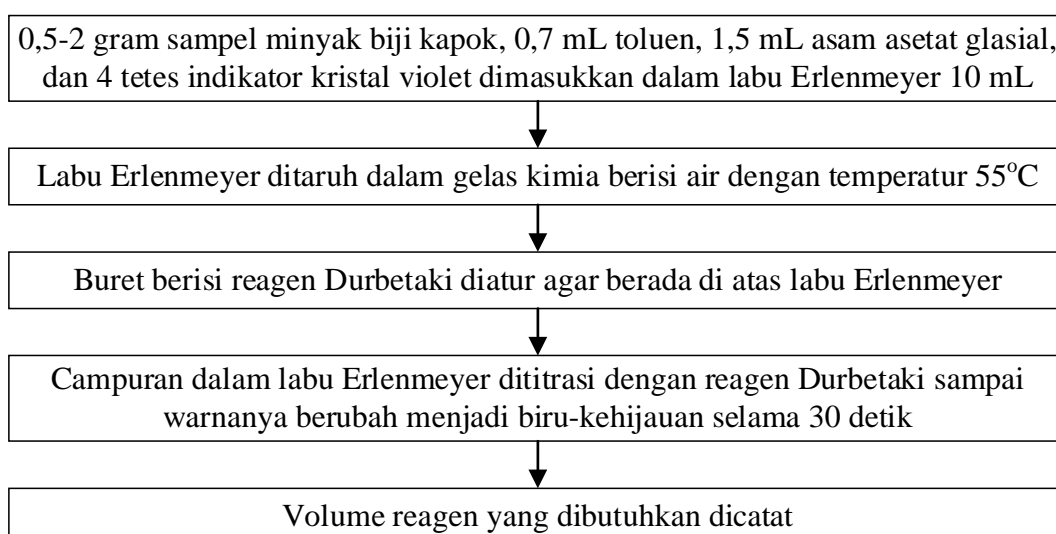 0,5-2 gram sampel minyak biji kapok, 0,7 mL toluen, 1,5 mL asam asetat glasial,
dan 4 tetes indikator kristal violet dimasukkan dalam labu Erlenmeyer 10 mL
Labu Erlenmeyer ditaruh dalam gelas kimia berisi air dengan temperatur 55°C
Buret berisi reagen Durbetaki diatur agar berada di atas labu Erlenmeyer
Campuran dalam labu Erlenmeyer dititrasi dengan reagen Durbetaki sampai
warnanya berubah menjadi biru-kehijauan selama 30 detik
Volume reagen yang dibutuhkan dicatat